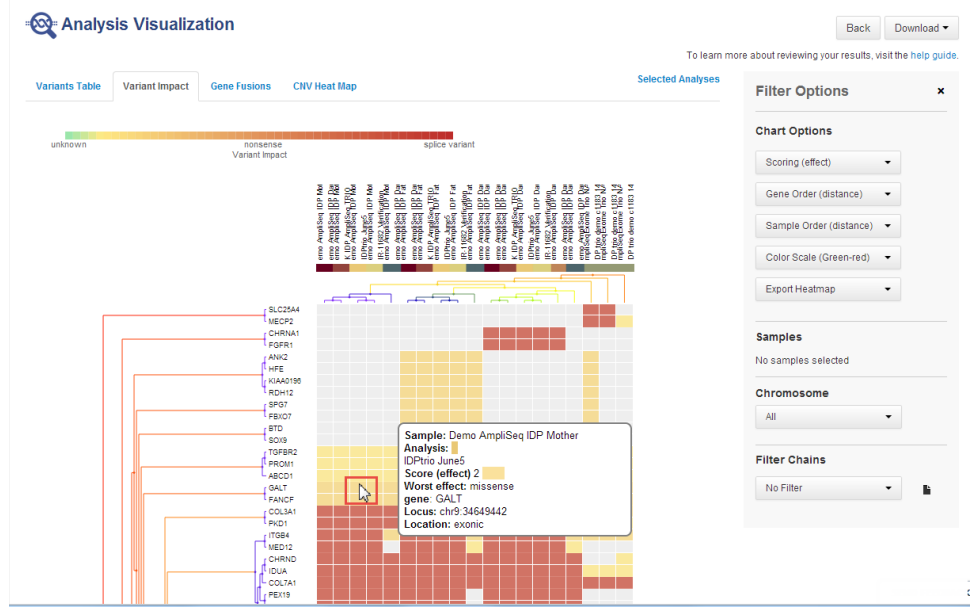 Analysis Visualization
Back
Download
To learn more about reviewing your results, visit the help guide.
Variants Table
Variant Impact
Gene Fusions
CNV Heat Map
Selected Analyses
Filter Options
×
unknown
nonsense
splice variant
Variant Impact
Chart Options
Scoring (effect)
Gene Order (distance)
Sample Order (distance)
Color Scale (Green-red)
Export Heatmap
Samples
No samples selected
Chromosome
All
Filter Chains
No Filter
SLC25A4
MECP2
CHRNA1
FGFR1
ANK2
HFE
KIAA0196
RDH12
SPG7
FBXO7
BTD
SOX9
TGFBR2
PROM1
ABCD1
GALT
FANCF
COL3A1
PKD1
ITGB4
MED12
CHRND
IDUA
COL7A1
PEX19
Sample: Demo AmpliSeq IDP Mother
Analysis:
IDPtrio June5
Score (effect) 2
Worst effect: missense
gene: GALT
Locus: chr9:34649442
Location: exonic